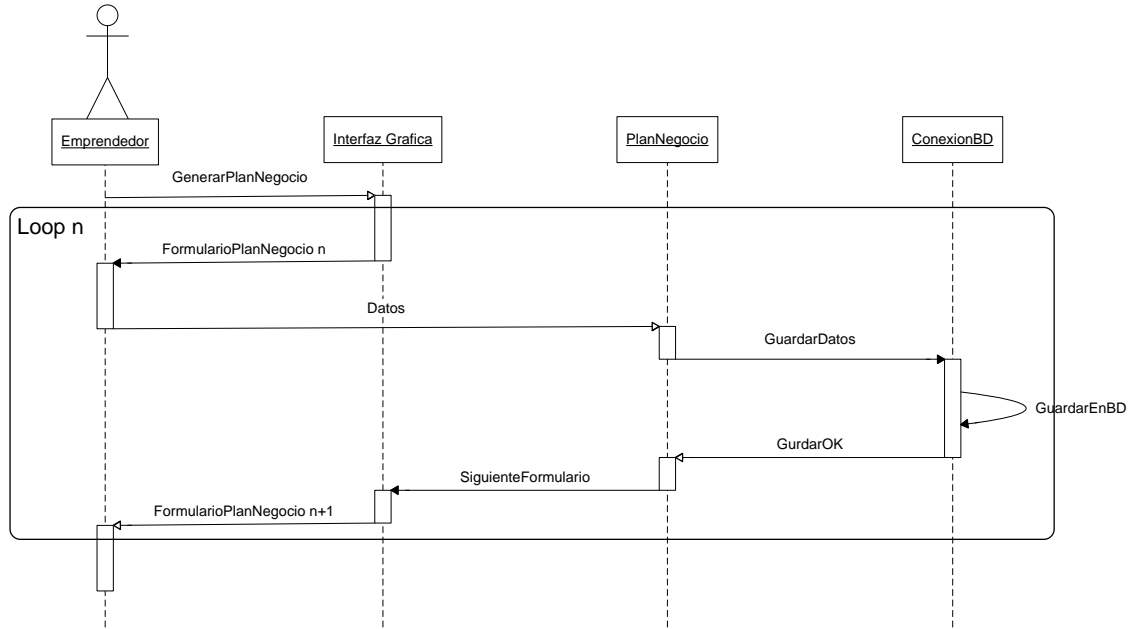 Emprendedor
Interfaz Grafica
PlanNegocio
ConexionBD
GenerarPlanNegocio
Loop n
FormularioPlanNegocio n
Datos
GuardarDatos
GuardarEnBD
GurdarOK
SiguienteFormulario
FormularioPlanNegocio n+1